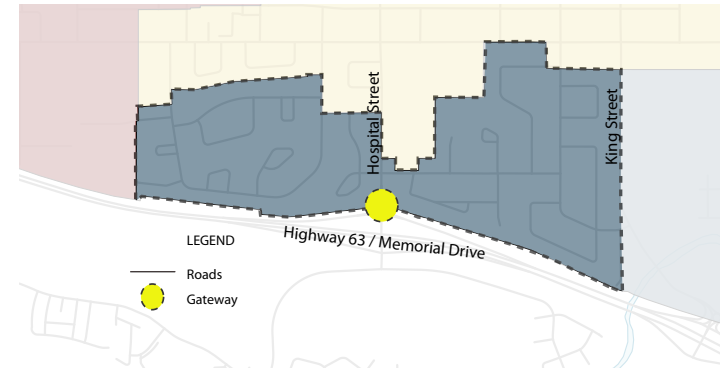 Hospital Street
King Street
Highway 63 / Memorial Drive
LEGEND
Roads
Gateway